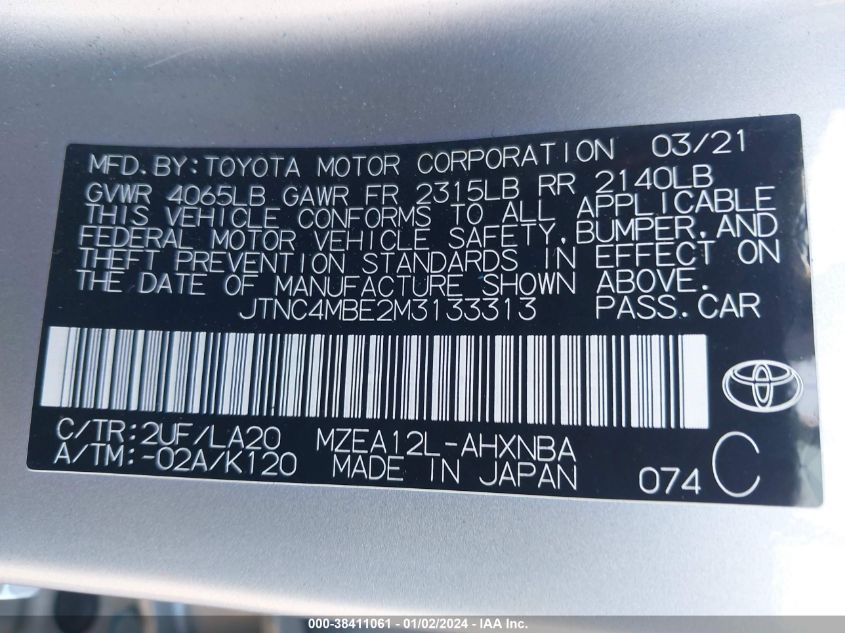 MFD. BY: TOYOTA MOTOR CORPORATION 03/21
GVWR 4065LB GAWR FR 2315LB RR 2140LB
THIS VEHICLE CONFORMS TO ALL APPLICABLE
FEDERAL MOTOR VEHICLE SAFETY, BUMPER, AND
THEFT PREVENTION STANDARDS IN EFFECT ON
THE DATE OF MANUFACTURE SHOWN ABOVE.
JTNC4MBE2M3133313 PASS. CAR
C/TR: 2UF/LA20 MZEA12L-AHXNBA
A/TM: -02A/K120 MADE IN JAPAN 074 C
000-38411061 - 01/02/2024 - IAA Inc.